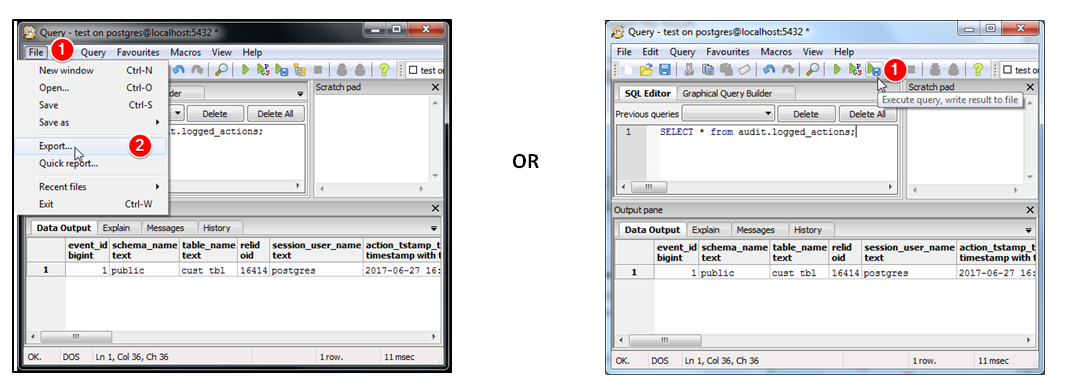 Query - test on postgres@localhost:5432 *
File 1 Query Favourites Macros View Help
New window Ctrl-N
Open... Ctrl-O
Save Ctrl-S
Save as
Export... 2
Quick report...
Recent files
Exit Ctrl-W
test o
der
Delete Delete All
t.logged_actions;
Scratch pad
Data Output Explain Messages History
event_id schema_name table_name relid session_user_name action_tstamp_t
bigint text text oid text timestamp with t
1 1 public cust tbl 16414 postgres 2017-06-27 16:
OK. DOS Ln 1, Col 36, Ch 36 1 row. 11 msec
OR
Query - test on postgres@localhost:5432 *
File Edit Query Favourites Macros View Help
1 test o
SQL Editor Graphical Query Builder
Previous queries Delete Delete All
1 SELECT * from audit.logged_actions;
Scratch pad
Execute query, write result to file
Output pane
Data Output Explain Messages History
event_id schema_name table_name relid session_user_name action_tstamp_t
bigint text text oid text timestamp with t
1 1 public cust tbl 16414 postgres 2017-06-27 16:
OK. DOS Ln 1, Col 36, Ch 36 1 row. 11 msec